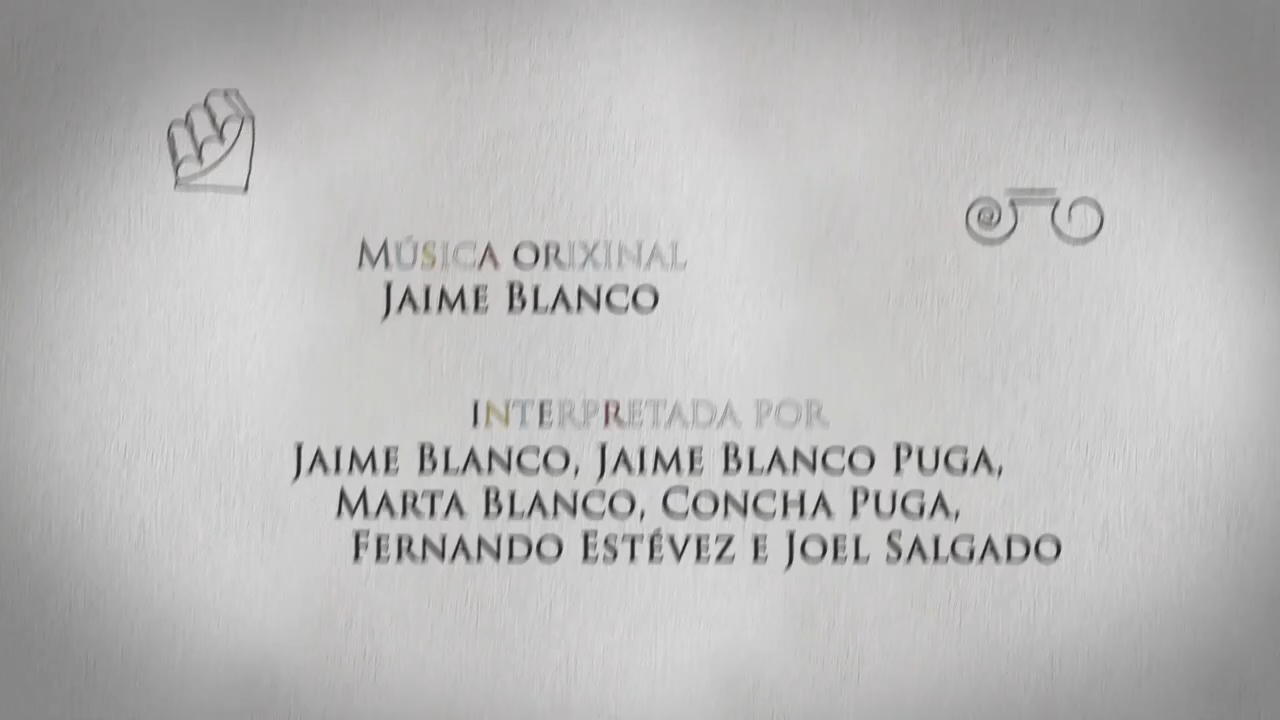 Música orixinal
Jaime Blanco
interpretada por
Jaime Blanco, Jaime Blanco Puga,
Marta Blanco, Concha Puga,
Fernando Estévez e Joel Salgado